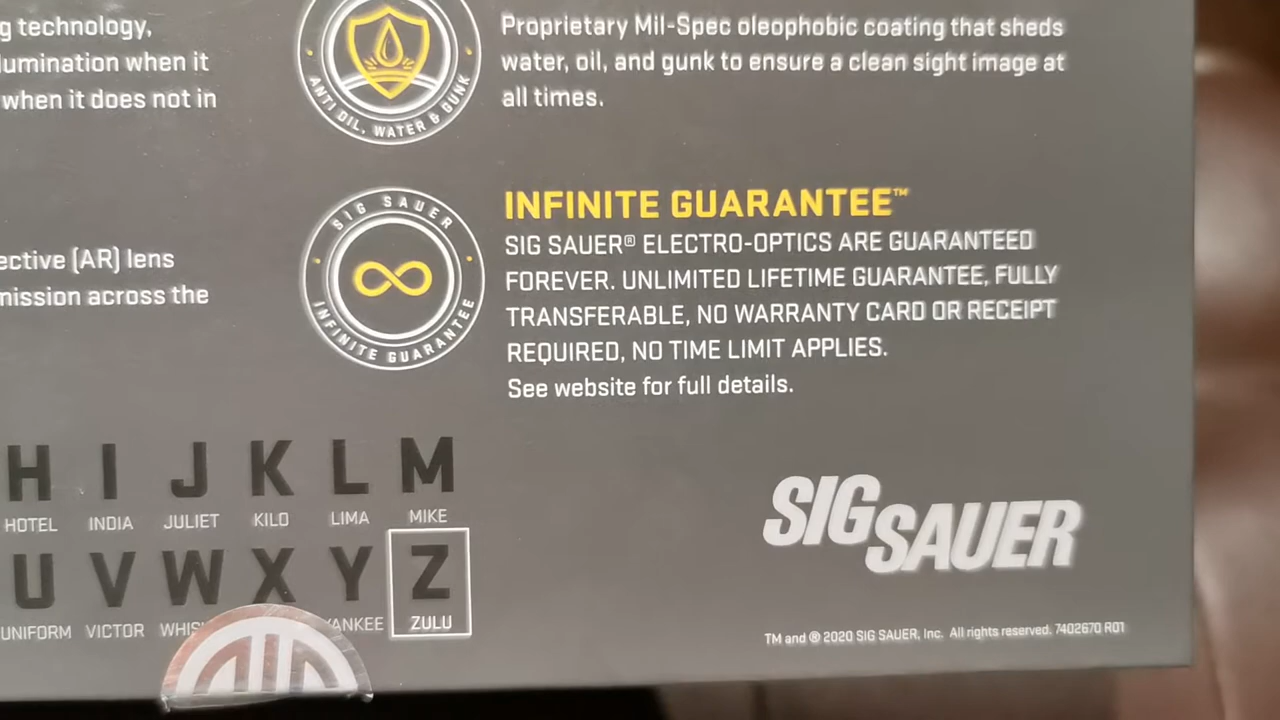 g technology,
lumination when it
when it does not in
ANTI OIL, WATER & GUNK
Proprietary Mil-Spec oleophobic coating that sheds
water, oil, and gunk to ensure a clean sight image at
all times.
ective (AR) lens
mission across the
SIG SAUER
INFINITE GUARANTEE
INFINITE GUARANTEE™
SIG SAUER® ELECTRO-OPTICS ARE GUARANTEED
FOREVER. UNLIMITED LIFETIME GUARANTEE, FULLY
TRANSFERABLE, NO WARRANTY CARD OR RECEIPT
REQUIRED, NO TIME LIMIT APPLIES.
See website for full details.
H I J K L M
HOTEL INDIA JULIET KILO LIMA MIKE
U V W X Y Z
UNIFORM VICTOR WHIS YANKEE ZULU
SIG SAUER
TM and ® 2020 SIG SAUER, Inc. All rights reserved. 7402670 R01